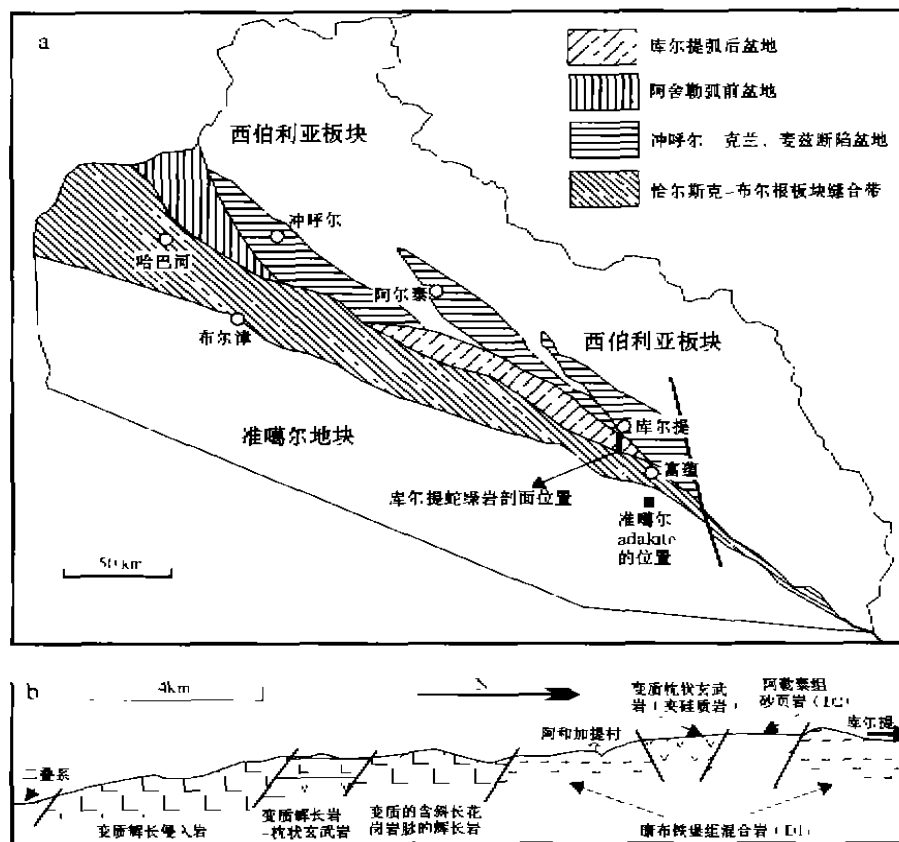 a
库尔提弧后盆地
阿舍勒弧前盆地
冲呼尔 克兰、麦兹断陷盆地
恰尔斯克-布尔根板块缝合带
西伯利亚板块
冲呼尔
哈巴河
阿尔泰
布尔津
西伯利亚板块
准噶尔地块
库尔提
富蕴
库尔提蛇绿岩剖面位置
准噶尔
adakite
的位置
50 km
b
4km
N
变质枕状玄武
岩(夹硅质岩)
阿勒泰组
砂页岩(D2)
库尔提
阿和加提村
二叠系
变质辉长侵入岩
变质辉长岩
-枕状玄武岩
变质的含斜长花
岗岩脉的辉长岩
康布铁堡组混合岩(D1)